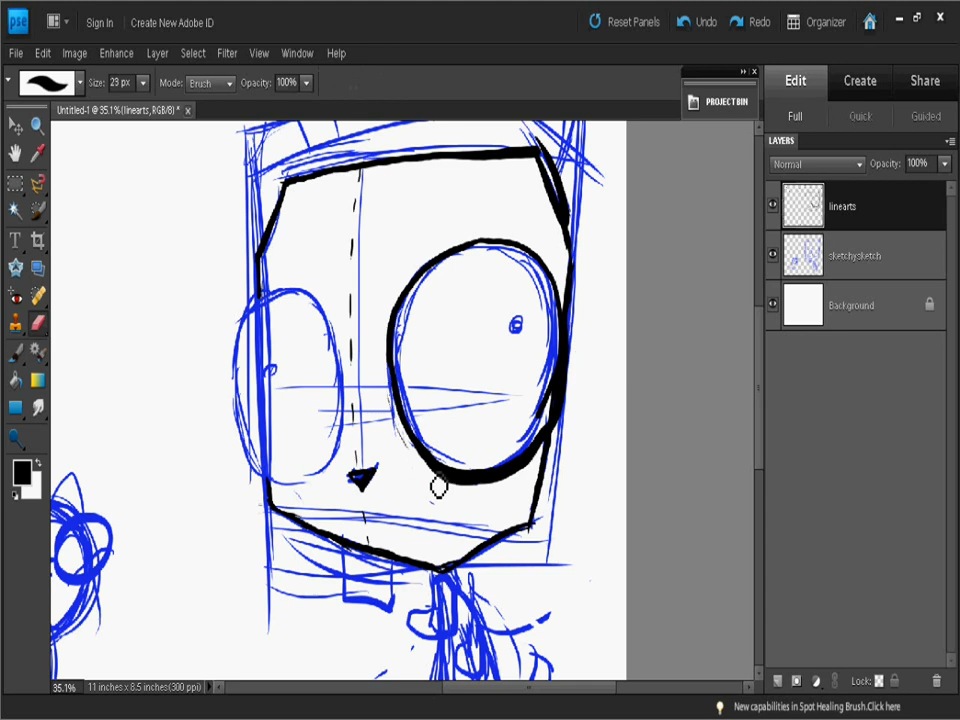 pse Sign In Create New Adobe ID Reset Panels Undo Redo Organizer
File Edit Image Enhance Layer Select Filter View Window Help
Size: 23 px Mode: Brush Opacity: 100% Edit Create Share
PROJECT BIN
Untitled-1 @ 35.1%(linearts,RGB/8) * x Full Quick Guided
LAYERS
Normal Opacity: 100%
linearts
sketchysketch
Background
35.1% 11 inches x 8.5 inches(300 ppi) Lock:
New capabilities in Spot Healing Brush.Click here